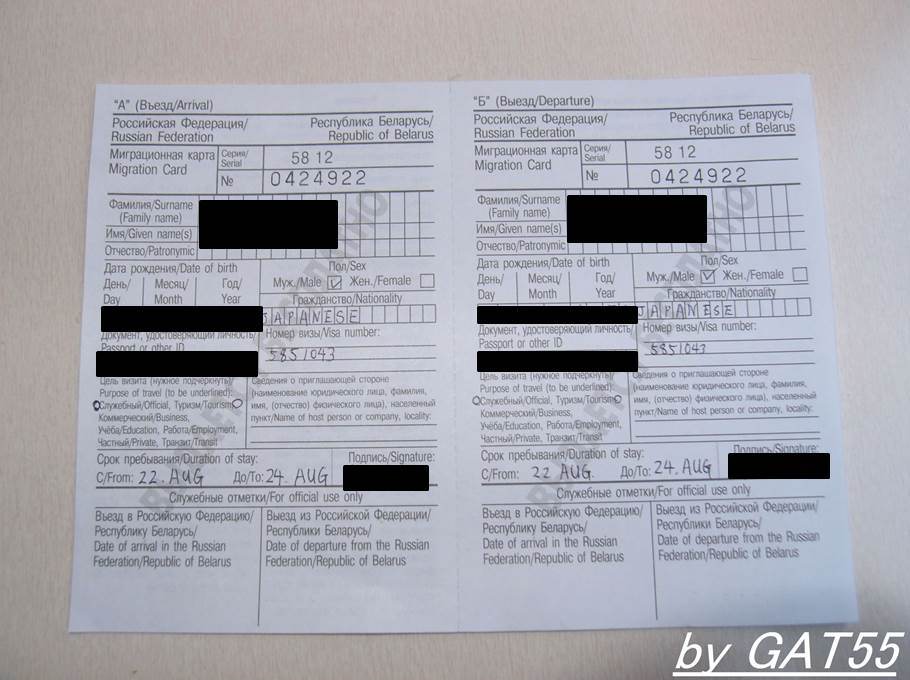 "А" (Въезд/Arrival)
Российская Федерация/ Республика Беларусь/
Russian Federation Republic of Belarus
Миграционная карта
Migration Card
Серия/
Serial
58 12
№ 0424922
Фамилия/Surname
(Family name)
Имя/Given name(s)
Отчество/Patronymic
Дата рождения/Date of birth
День/ Месяц/ Год/
Day Month Year
Пол/Sex
Муж./Male ✓ Жен./Female
Гражданство/Nationality
JAPANESE
Документ, удостоверяющий личность/
Passport or other ID
Номер визы/Visa number:
5851043
Цель визита (нужное подчеркнуть)/
Purpose of travel (to be underlined):
Служебный/Official, Туризм/Tourism
Коммерческий/Business,
Учёба/Education, Работа/Employment,
Частный/Private, Транзит/Transit
Сведения о приглашающей стороне
(наименование юридического лица, фамилия,
имя, (отчество) физического лица), населенный
пункт/Name of host person or company, locality:
Срок пребывания/Duration of stay:
С/From: 22. AUG До/To: 24. AUG
Подпись/Signature:
Служебные отметки/For official use only
Въезд в Российскую Федерацию/
Республику Беларусь/
Date of arrival in the Russian
Federation/Republic of Belarus
Выезд из Российской Федерации/
Республики Беларусь/
Date of departure from the Russian
Federation/Republic of Belarus
"Б" (Выезд/Departure)
Российская Федерация/ Республика Беларусь/
Russian Federation Republic of Belarus
Миграционная карта
Migration Card
Серия/
Serial
58 12
№ 0424922
Фамилия/Surname
(Family name)
Имя/Given name(s)
Отчество/Patronymic
Дата рождения/Date of birth
День/ Месяц/ Год/
Day Month Year
Пол/Sex
Муж./Male ✓ Жен./Female
Гражданство/Nationality
JAPANESE
Документ, удостоверяющий личность/
Passport or other ID
Номер визы/Visa number:
5851043
Цель визита (нужное подчеркнуть)/
Purpose of travel (to be underlined):
Служебный/Official, Туризм/Tourism
Коммерческий/Business,
Учёба/Education, Работа/Employment,
Частный/Private, Транзит/Transit
Сведения о приглашающей стороне
(наименование юридического лица, фамилия,
имя, (отчество) физического лица), населенный
пункт/Name of host person or company, locality:
Срок пребывания/Duration of stay:
С/From: 22 AUG. До/To: 24. AUG
Подпись/Signature:
Служебные отметки/For official use only
Въезд в Российскую Федерацию/
Республику Беларусь/
Date of arrival in the Russian
Federation/Republic of Belarus
Выезд из Российской Федерации/
Республики Беларусь/
Date of departure from the Russian
Federation/Republic of Belarus
by GAT55